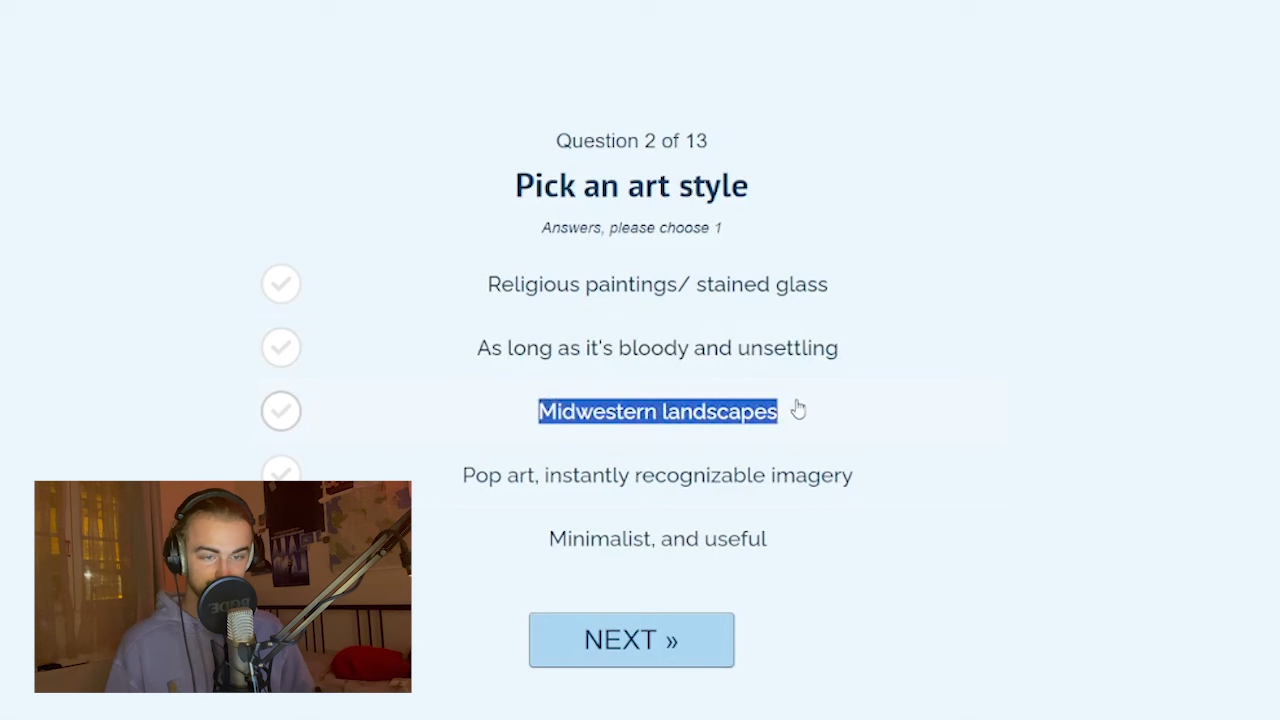 Question 2 of 13
Pick an art style
Answers, please choose 1
Religious paintings/ stained glass
As long as it's bloody and unsettling
Midwestern landscapes
Pop art, instantly recognizable imagery
Minimalist, and useful
NEXT »